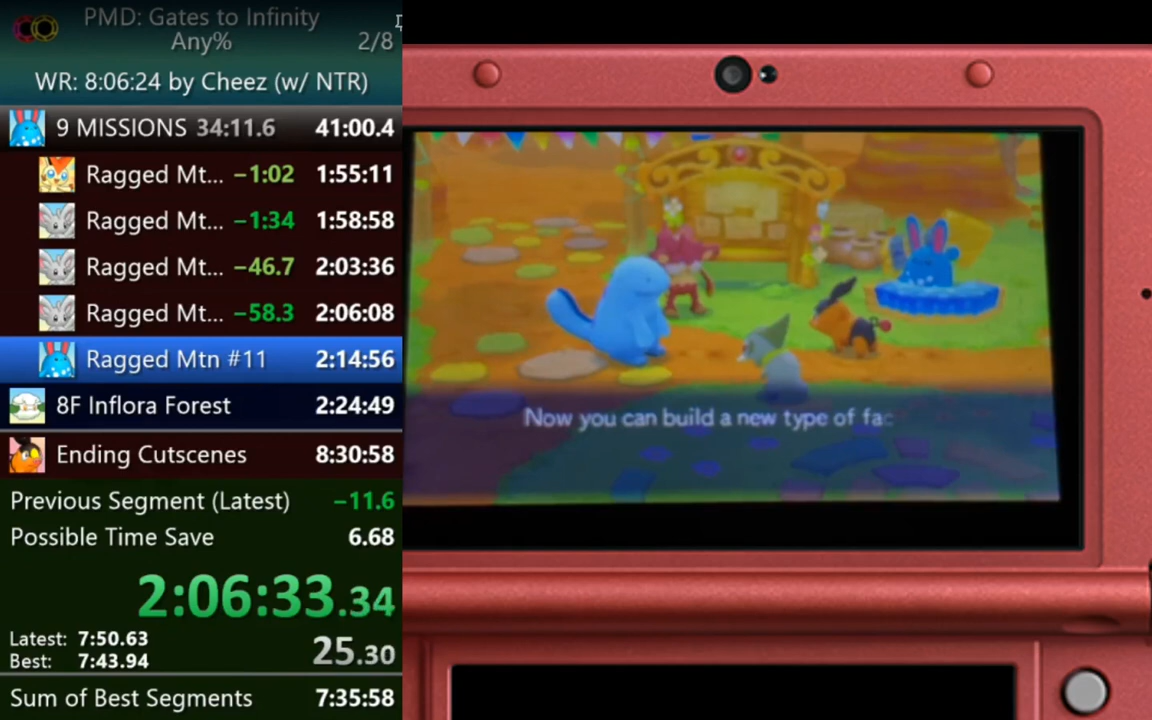 PMD: Gates to Infinity
Any%
2/8
WR: 8:06:24 by Cheez (w/ NTR)
9 MISSIONS 34:11.6 41:00.4
Ragged Mt... −1:02 1:55:11
Ragged Mt... −1:34 1:58:58
Ragged Mt... −46.7 2:03:36
Ragged Mt... −58.3 2:06:08
Ragged Mtn #11 2:14:56
8F Inflora Forest 2:24:49
Ending Cutscenes 8:30:58
Previous Segment (Latest) −11.6
Possible Time Save 6.68
2:06:33.34
Latest: 7:50.63
Best: 7:43.94
25.30
Sum of Best Segments 7:35:58
Now you can build a new type of fac